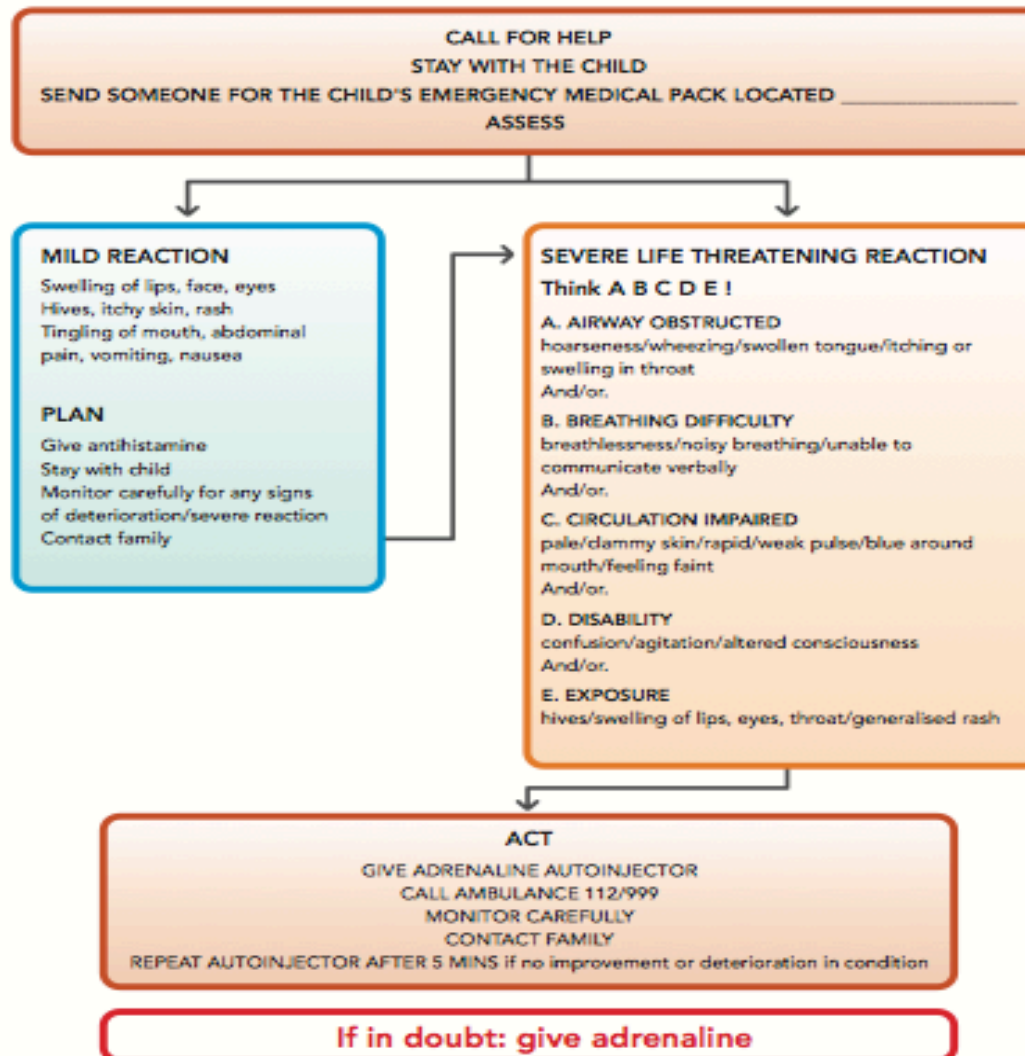 CALL FOR HELP
STAY WITH THE CHILD
SEND SOMEONE FOR THE CHILD'S EMERGENCY MEDICAL PACK LOCATED _______________
ASSESS
MILD REACTION
Swelling of lips, face, eyes
Hives, itchy skin, rash
Tingling of mouth, abdominal
pain, vomiting, nausea
PLAN
Give antihistamine
Stay with child
Monitor carefully for any signs
of deterioration/severe reaction
Contact family
SEVERE LIFE THREATENING REACTION
Think A B C D E !
A. AIRWAY OBSTRUCTED
hoarseness/wheezing/swollen tongue/itching or
swelling in throat
And/or.
B. BREATHING DIFFICULTY
breathlessness/noisy breathing/unable to
communicate verbally
And/or.
C. CIRCULATION IMPAIRED
pale/clammy skin/rapid/weak pulse/blue around
mouth/feeling faint
And/or.
D. DISABILITY
confusion/agitation/altered consciousness
And/or.
E. EXPOSURE
hives/swelling of lips, eyes, throat/generalised rash
ACT
GIVE ADRENALINE AUTOINJECTOR
CALL AMBULANCE 112/999
MONITOR CAREFULLY
CONTACT FAMILY
REPEAT AUTOINJECTOR AFTER 5 MINS if no improvement or deterioration in condition
If in doubt: give adrenaline